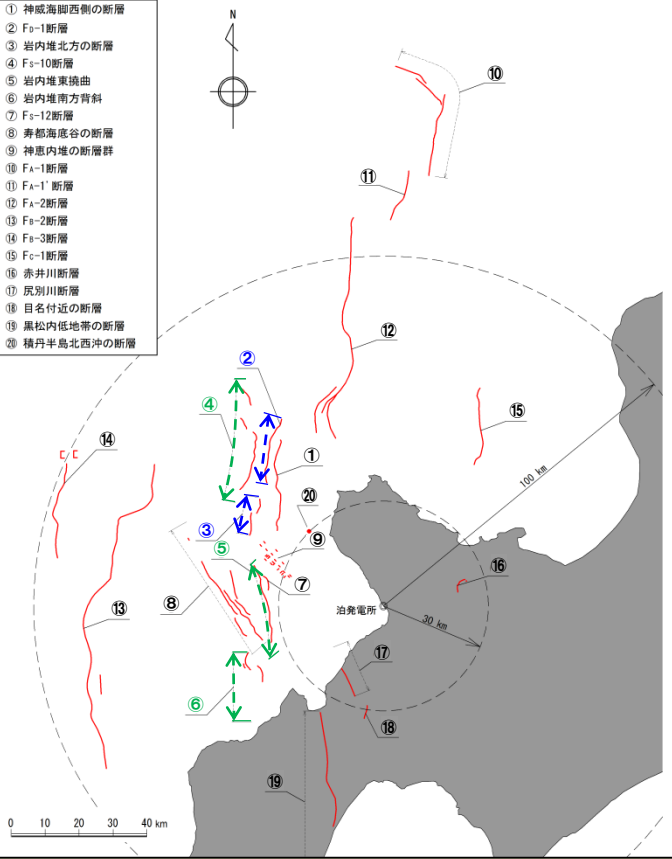 ① 神威海脚西側の断層
② FD-1断層
③ 岩内堆北方の断層
④ FS-10断層
⑤ 岩内堆東撓曲
⑥ 岩内堆南方背斜
⑦ FS-12断層
⑧ 寿都海底谷の断層
⑨ 神恵内堆の断層群
⑩ FA-1断層
⑪ FA-1'断層
⑫ FA-2断層
⑬ FB-2断層
⑭ FB-3断層
⑮ FC-1断層
⑯ 赤井川断層
⑰ 尻別川断層
⑱ 目名付近の断層
⑲ 黒松内低地帯の断層
⑳ 積丹半島北西沖の断層
N
⑩
⑪
⑫
②
④
⑮
⑭
①
100 km
⑳
③
⑨
⑤
⑦
⑯
⑧
泊発電所
⑬
30 km
⑰
⑥
⑱
⑲
0 10 20 30 40 km